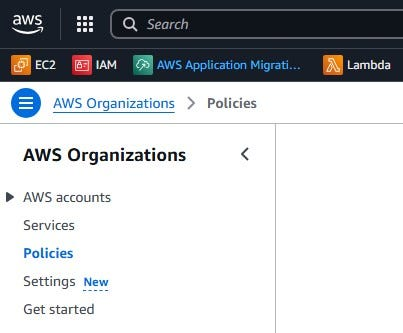 aws
Search
EC2 IAM AWS Application Migrati... Lambda
AWS Organizations > Policies
AWS Organizations
AWS accounts
Services
Policies
Settings New
Get started